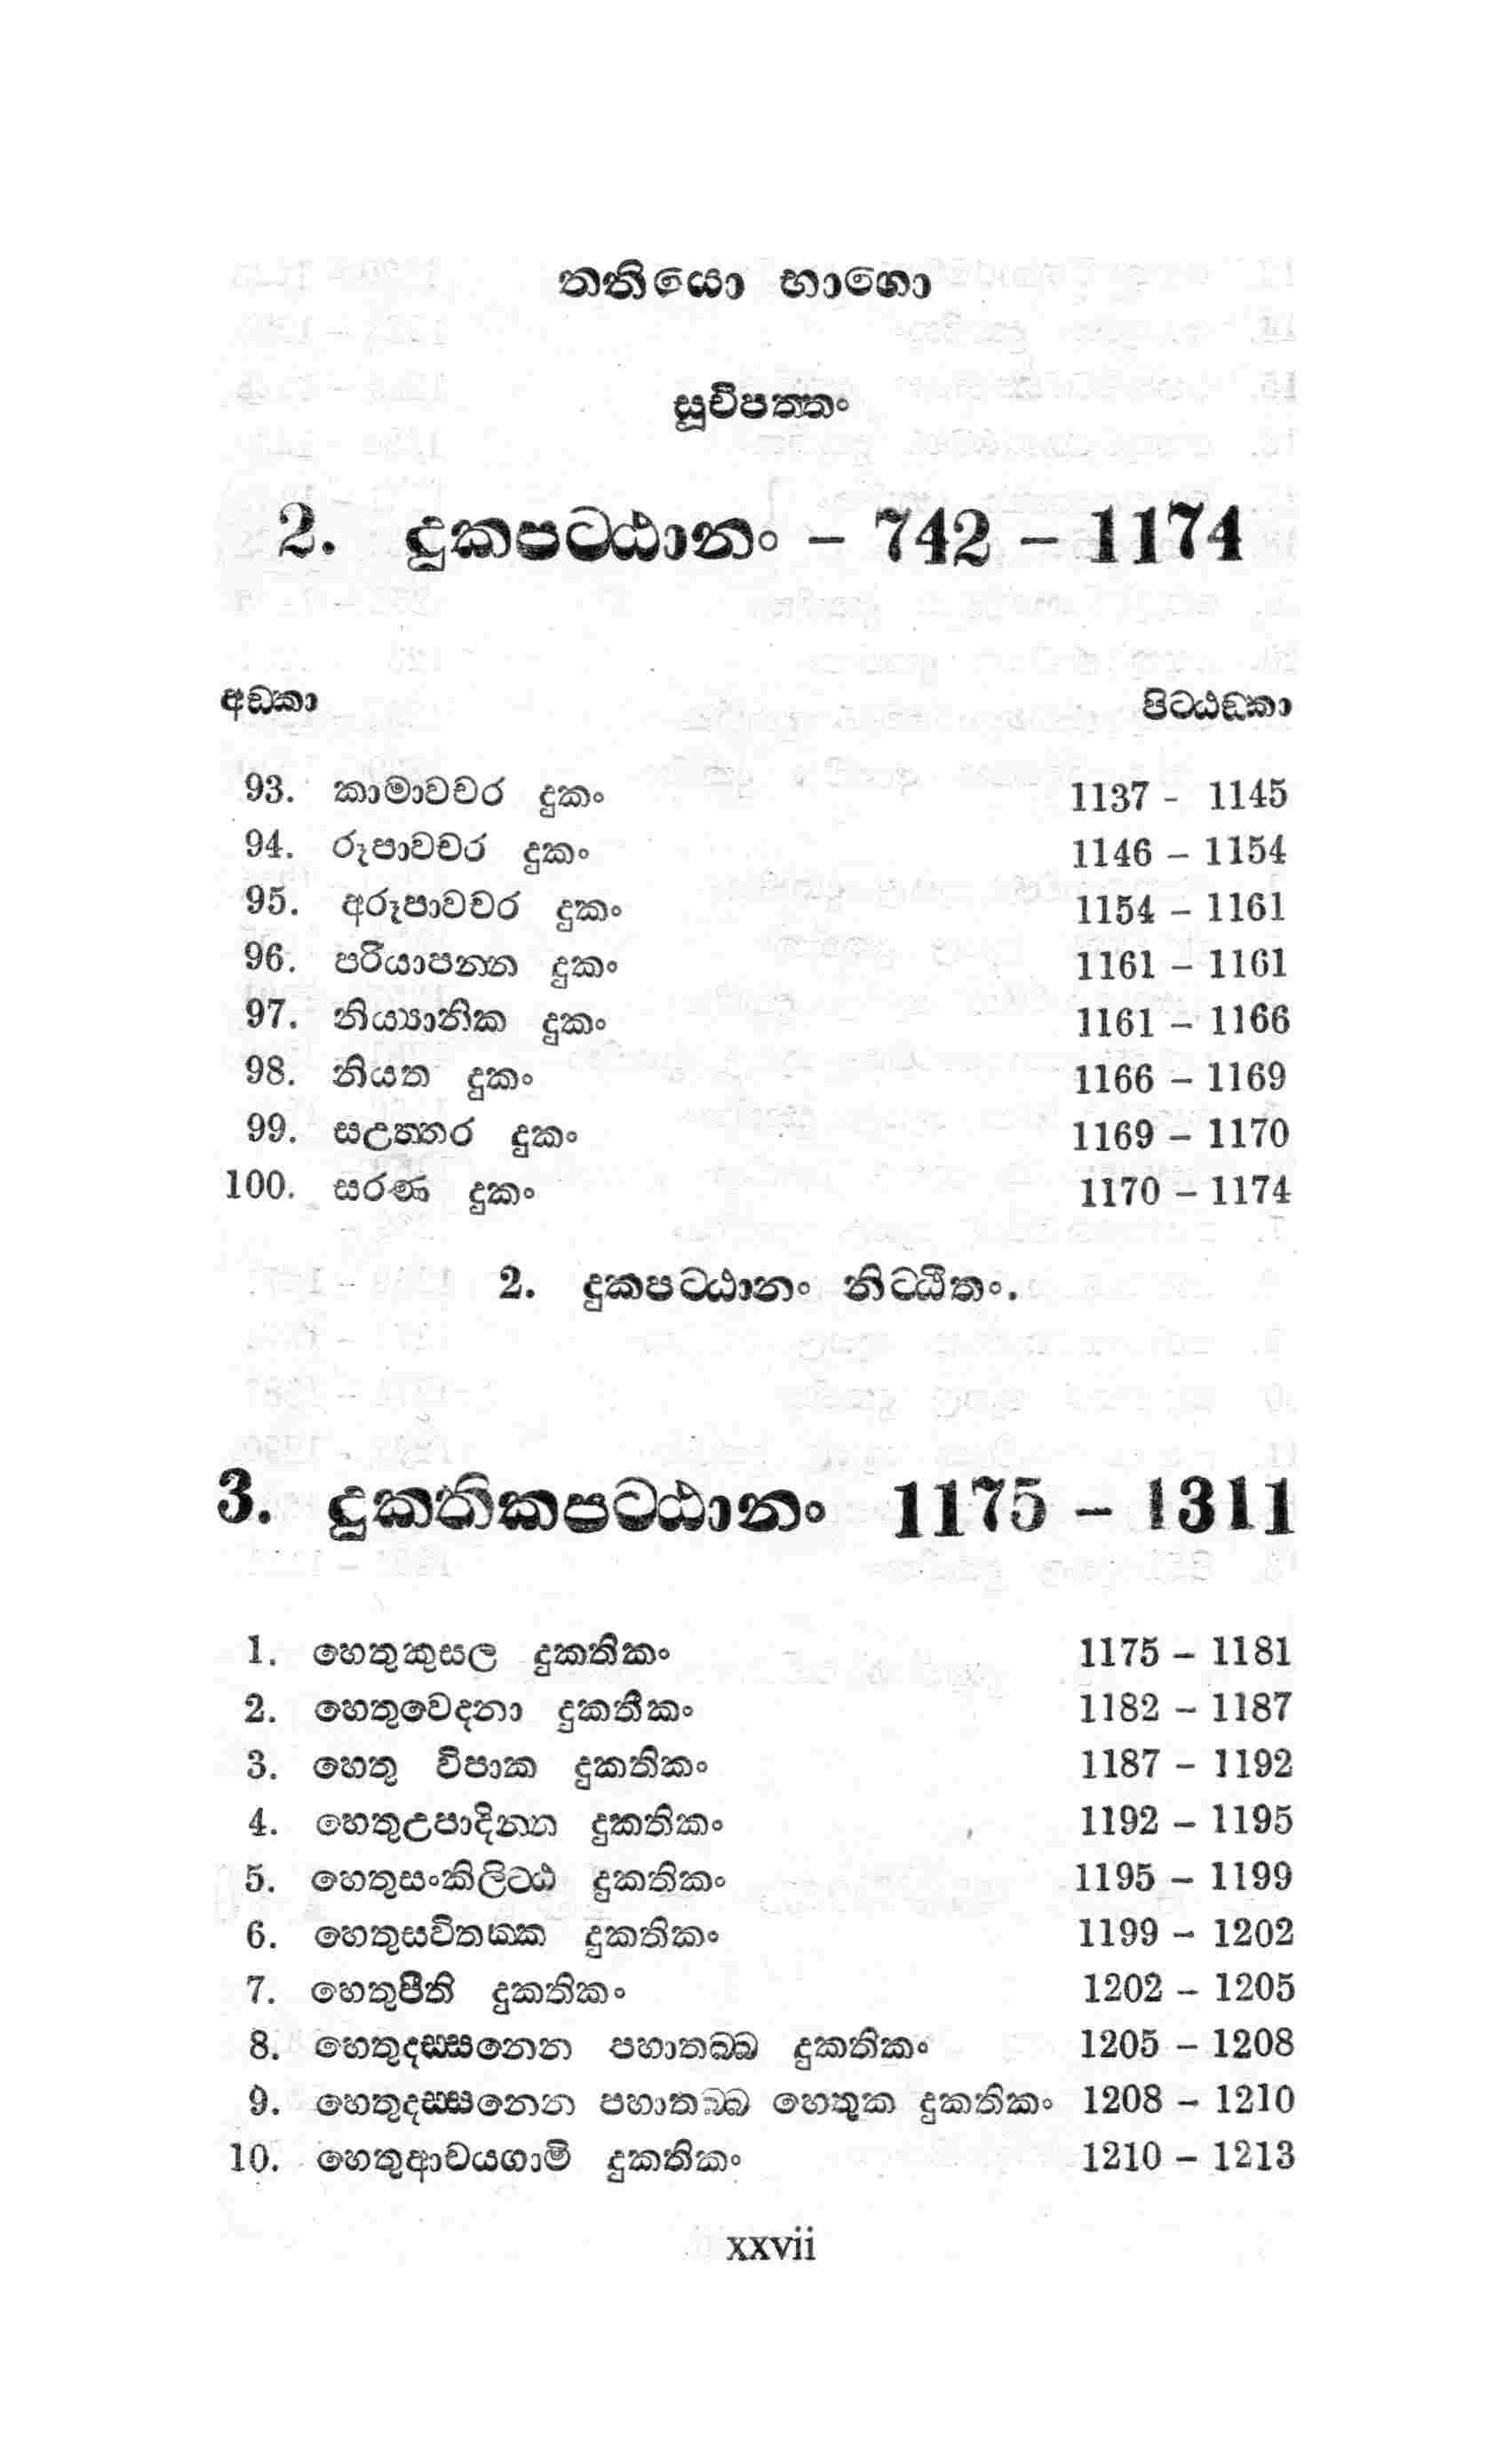 තතියො භාගො
සූචිපත්තං
2. දුකපට්ඨානං – 742 – 1174
අඞ්කා පිට්ඨඞ්කා
93. කාමාවචර දුකං 1137 - 1145
94. රූපාවචර දුකං 1146 – 1154
95. අරූපාවචර දුකං 1154 – 1161
96. පරියාපන්න දුකං 1161 – 1161
97. නිය්‍යානික දුකං 1161 – 1166
98. නියත දුකං 1166 – 1169
99. සඋත්තර දුකං 1169 – 1170
100. සරණ දුකං 1170 – 1174
2. දුකපට්ඨානං නිට්ඨිතං.
3. දුකතිකපට්ඨානං 1175 – 1311
1. හෙතුකුසල දුකතිකං 1175 – 1181
2. හෙතුවෙදනා දුකතිකං 1182 – 1187
3. හෙතු විපාක දුකතිකං 1187 – 1192
4. හෙතුඋපාදින්න දුකතිකං 1192 – 1195
5. හෙතුසංකිලිට්ඨ දුකතිකං 1195 – 1199
6. හෙතුසවිතක්ක දුකතිකං 1199 – 1202
7. හෙතුපීති දුකතිකං 1202 – 1205
8. හෙතුදස්සනෙන පහාතබ්බ දුකතිකං 1205 – 1208
9. හෙතුදස්සනෙන පහාතබ්බ හෙතුක දුකතිකං 1208 – 1210
10. හෙතුආචයගාමි දුකතිකං 1210 – 1213
xxvii